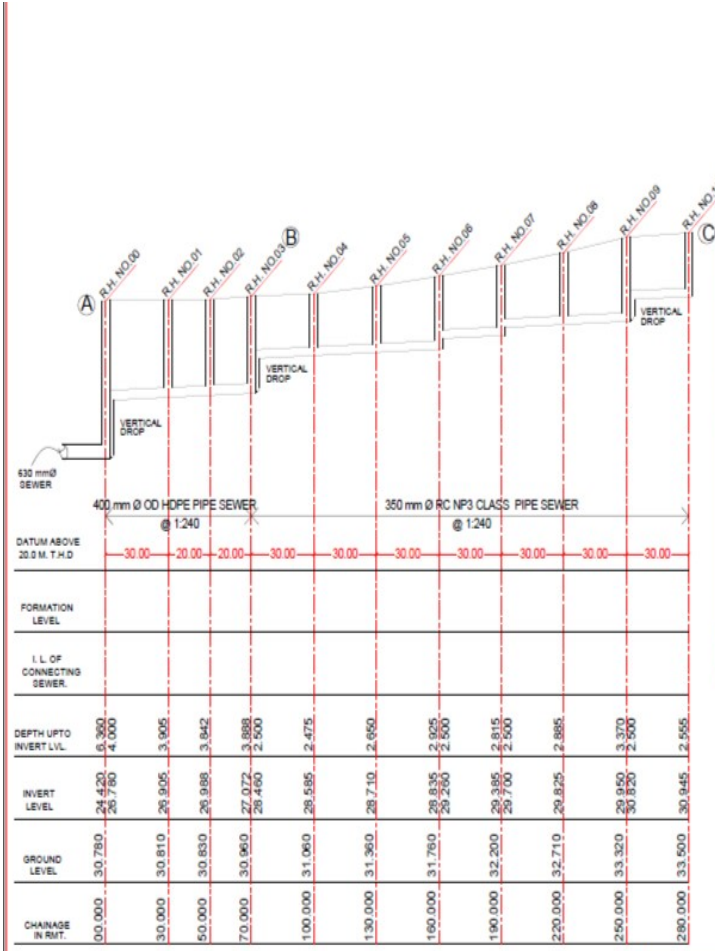 R.H. NO.00
R.H. NO.01
R.H. NO.02
R.H. NO.03
R.H. NO.04
R.H. NO.05
R.H. NO.06
R.H. NO.07
R.H. NO.08
R.H. NO.09
R.H. NO.1
A
B
C
VERTICAL
DROP
VERTICAL
DROP
VERTICAL
DROP
630 mmØ
SEWER
400 mm Ø OD HDPE PIPE SEWER
@ 1:240
350 mm Ø RC NP3 CLASS PIPE SEWER
@ 1:240
DATUM ABOVE
20.0 M. T.H.D
30.00 20.00 20.00 30.00 30.00 30.00 30.00 30.00 30.00 30.00
FORMATION
LEVEL
I. L. OF
CONNECTING
SEWER.
DEPTH UPTO
INVERT LVL.
6.360 4.000 3.905 3.842 3.888 2.500 2.475 2.650 2.925 2.500 2.815 2.500 2.885 3.370 2.500 2.555
INVERT
LEVEL
24.420 26.780 26.905 26.988 27.072 28.460 28.585 28.710 28.835 29.260 29.385 29.700 29.825 29.950 30.820 30.945
GROUND
LEVEL
30.780 30.810 30.830 30.960 31.060 31.360 31.760 32.200 32.710 33.320 33.500
CHAINAGE
IN RMT.
00.000 30.000 50.000 70.000 100.000 130.000 160.000 190.000 220.000 250.000 280.000